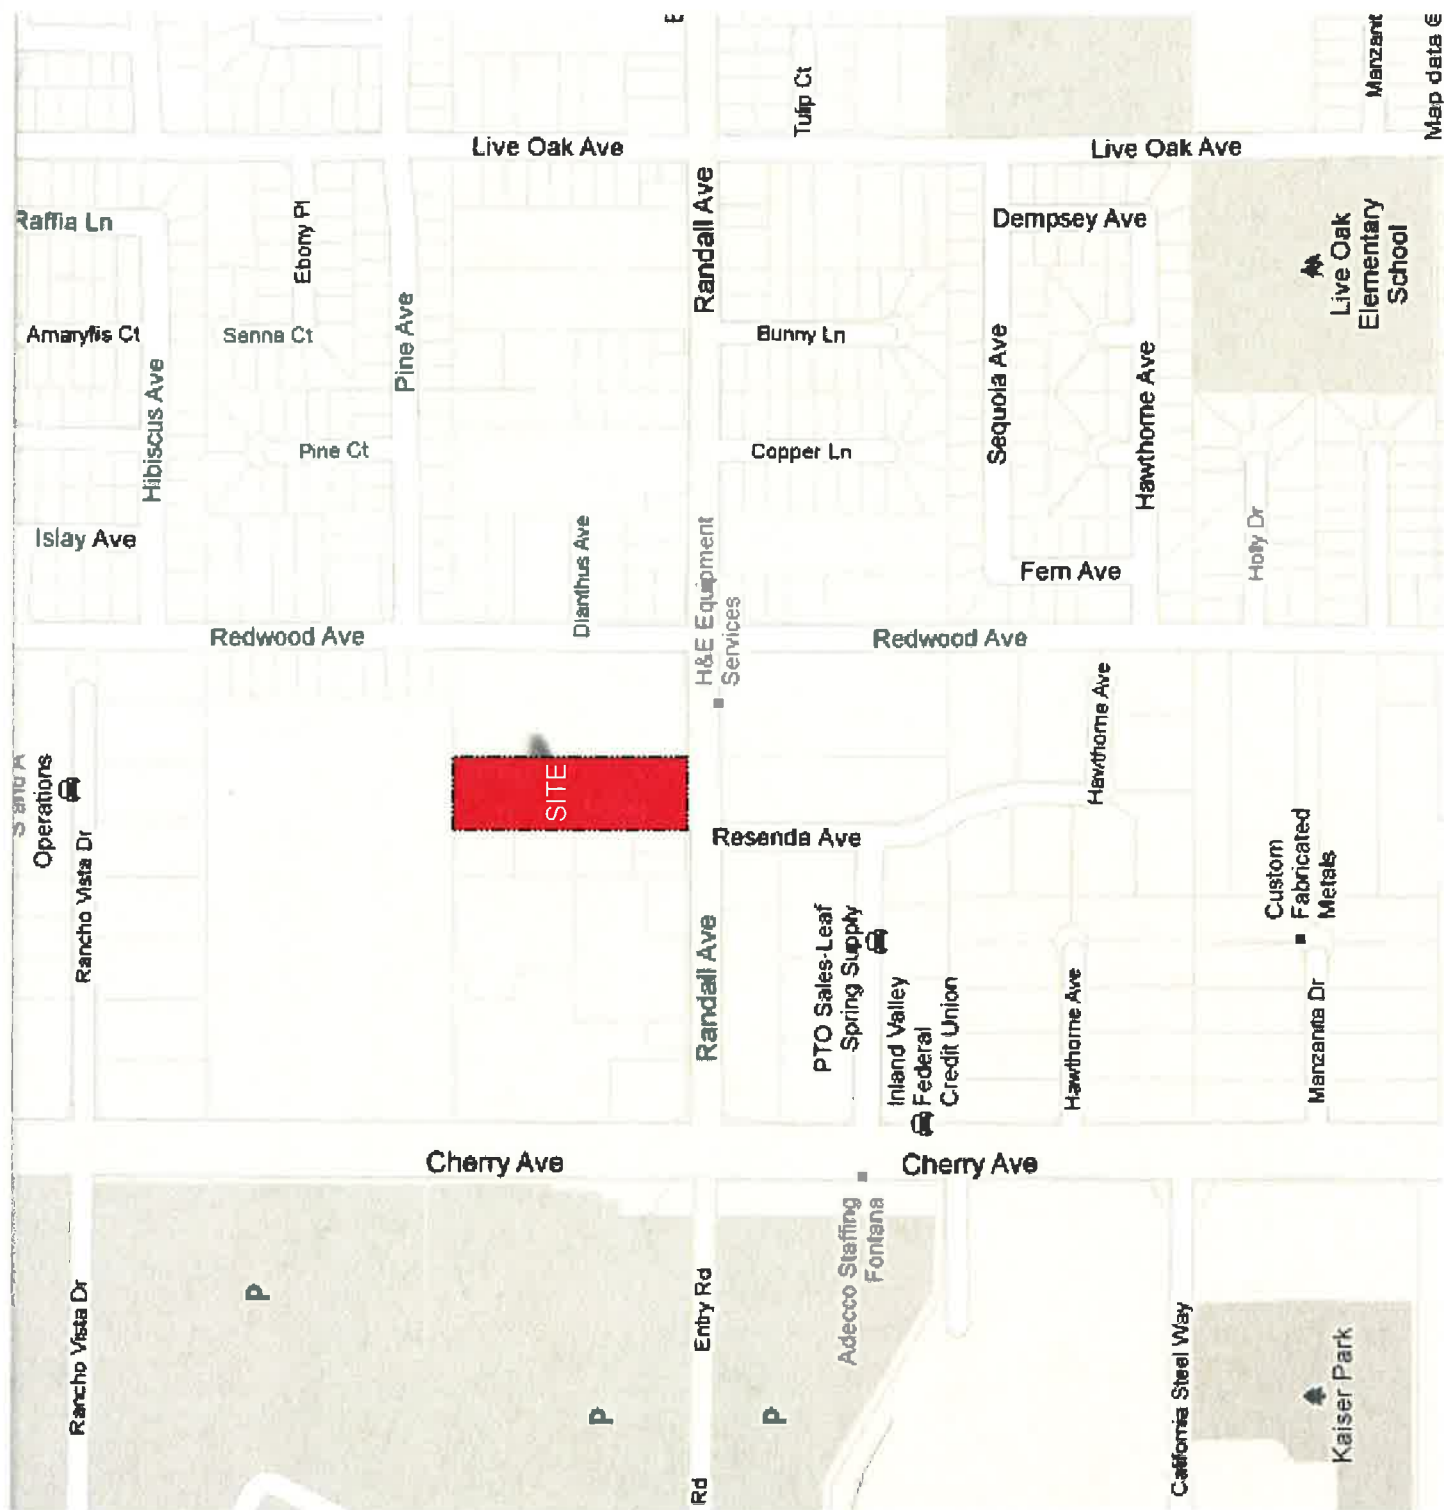 E
Tulip Ct
Manzanit
Map data ©
Live Oak Ave
Live Oak Ave
Raffia Ln
Ebony Pl
Randall Ave
Dempsey Ave
Live Oak
Elementary
School
Amaryllis Ct
Senna Ct
Pine Ave
Bunny Ln
Sequoia Ave
Hawthorne Ave
Hibiscus Ave
Pine Ct
Copper Ln
Islay Ave
Dianthus Ave
H&E Equipment
Services
Fern Ave
Holly Dr
Redwood Ave
Redwood Ave
Operations
Rancho Vista Dr
SITE
Resenda Ave
Hawthorne Ave
Custom
Fabricated
Metals
Randall Ave
PTO Sales-Leaf
Spring Supply
Inland Valley
Federal
Credit Union
Hawthorne Ave
Manzanita Dr
Cherry Ave
Cherry Ave
Adecco Staffing
Fontana
Rancho Vista Dr
P
Entry Rd
P
P
California Steel Way
Kaiser Park
Rd